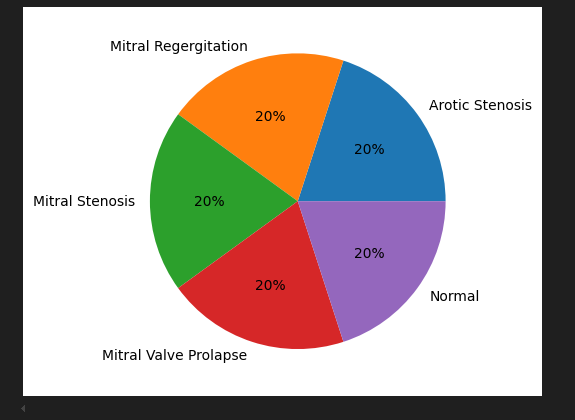 Mitral Regergitation
Arotic Stenosis
20%
20%
Mitral Stenosis
20%
20%
20%
Normal
Mitral Valve Prolapse